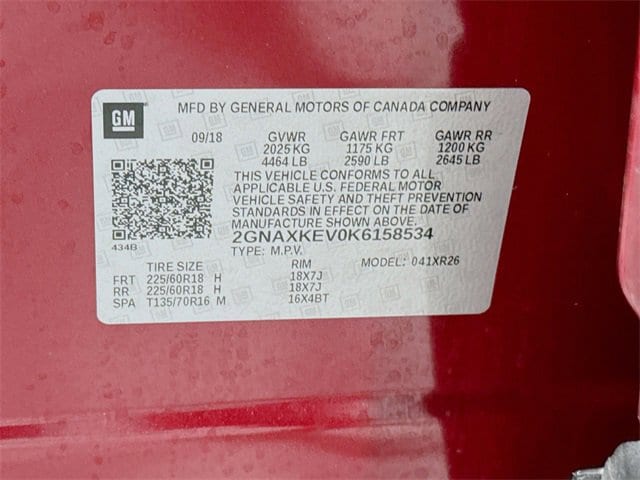 GM
MFD BY GENERAL MOTORS OF CANADA COMPANY
09/18 GVWR GAWR FRT GAWR RR
2025 KG 1175 KG 1200 KG
4464 LB 2590 LB 2645 LB
THIS VEHICLE CONFORMS TO ALL
APPLICABLE U.S. FEDERAL MOTOR
VEHICLE SAFETY AND THEFT PREVENTION
STANDARDS IN EFFECT ON THE DATE OF
MANUFACTURE SHOWN ABOVE.
434B 2GNAXKEV0K6158534
TYPE: M.P.V. MODEL: 041XR26
TIRE SIZE RIM
FRT 225/60R18 H 18X7J
RR 225/60R18 H 18X7J
SPA T135/70R16 M 16X4BT